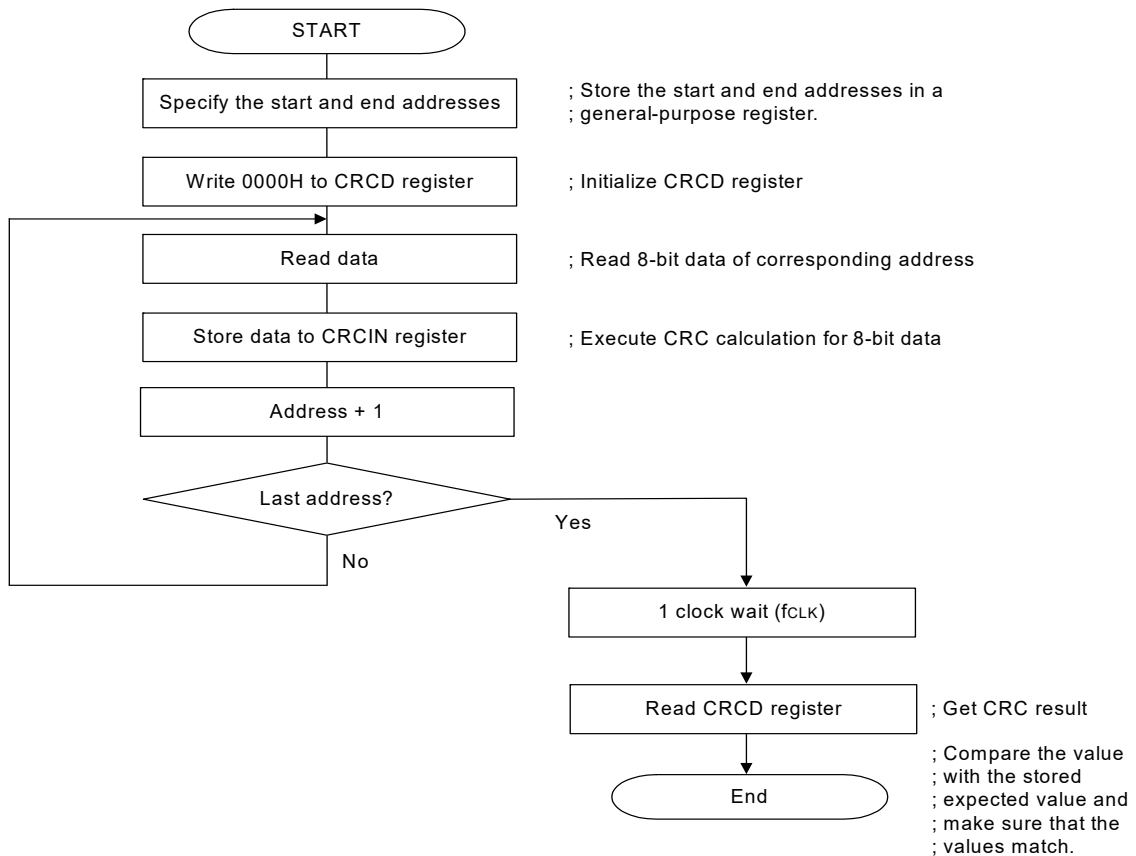 START
Specify the start and end addresses
; Store the start and end addresses in a
; general-purpose register.
Write 0000H to CRCD register
; Initialize CRCD register
Read data
; Read 8-bit data of corresponding address
Store data to CRCIN register
; Execute CRC calculation for 8-bit data
Address + 1
Last address?
Yes
No
1 clock wait (fCLK)
Read CRCD register
; Get CRC result
; Compare the value
; with the stored
; expected value and
; make sure that the
; values match.
End